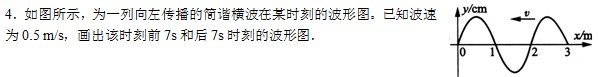 4．如图所示，为一列向左传播的简谐横波在某时刻的波形图。已知波速
为 0.5 m/s，画出该时刻前 7s 和后 7s 时刻的波形图．
y/cm
v
x/m
0 1 2 3